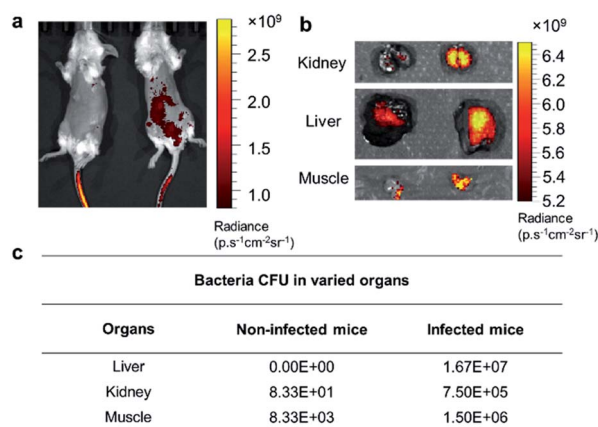 a
×10⁹
2.5
2.0
1.5
1.0
Radiance
(p.s⁻¹cm⁻²sr⁻¹)
b
Kidney
Liver
Muscle
×10⁹
6.4
6.2
6.0
5.8
5.6
5.4
5.2
Radiance
(p.s⁻¹cm⁻²sr⁻¹)
c
Bacteria CFU in varied organs
Organs Non-infected mice Infected mice
Liver 0.00E+00 1.67E+07
Kidney 8.33E+01 7.50E+05
Muscle 8.33E+03 1.50E+06